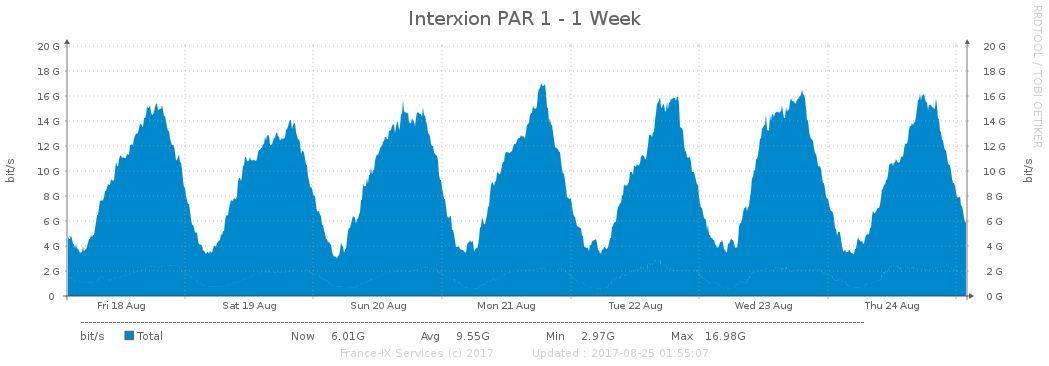 Interxion PAR 1 - 1 Week
RRDTOOL / TOBI OETIKER
20 G 20 G
18 G 18 G
16 G 16 G
14 G 14 G
12 G 12 G
10 G 10 G
8 G 8 G
6 G 6 G
4 G 4 G
2 G 2 G
0 0 G
bit/s bit/s
Fri 18 Aug Sat 19 Aug Sun 20 Aug Mon 21 Aug Tue 22 Aug Wed 23 Aug Thu 24 Aug
bit/s Total Now 6.01G Avg 9.55G Min 2.97G Max 16.98G
France-IX Services (c) 2017 Updated : 2017-08-25 01:55:07